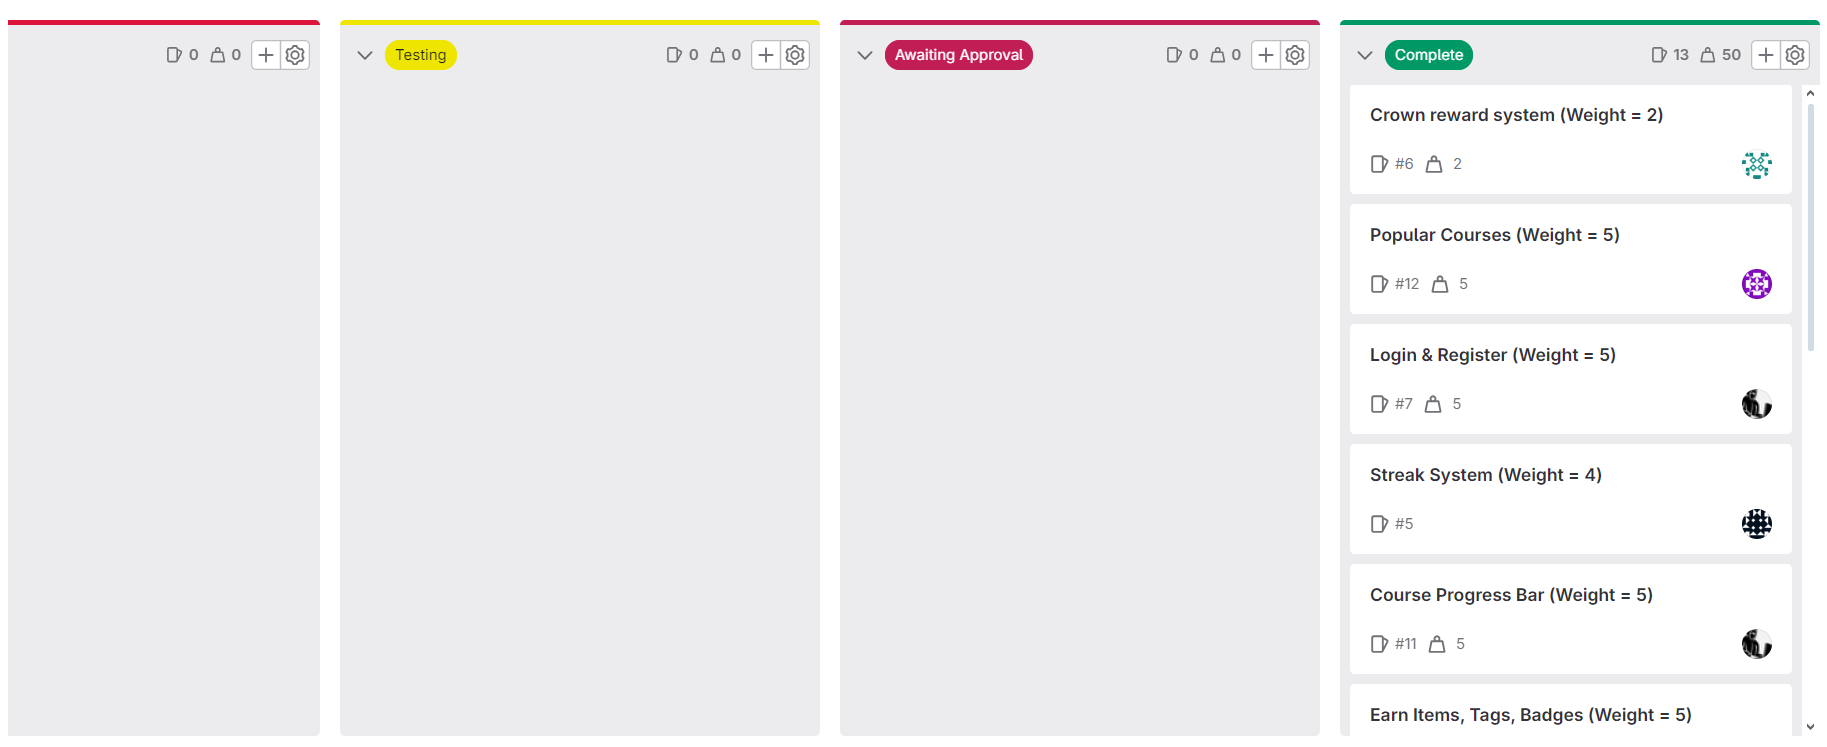 0 0
Testing 0 0
Awaiting Approval 0 0
Complete 13 50
Crown reward system (Weight = 2)
#6 2
Popular Courses (Weight = 5)
#12 5
Login & Register (Weight = 5)
#7 5
Streak System (Weight = 4)
#5
Course Progress Bar (Weight = 5)
#11 5
Earn Items, Tags, Badges (Weight = 5)